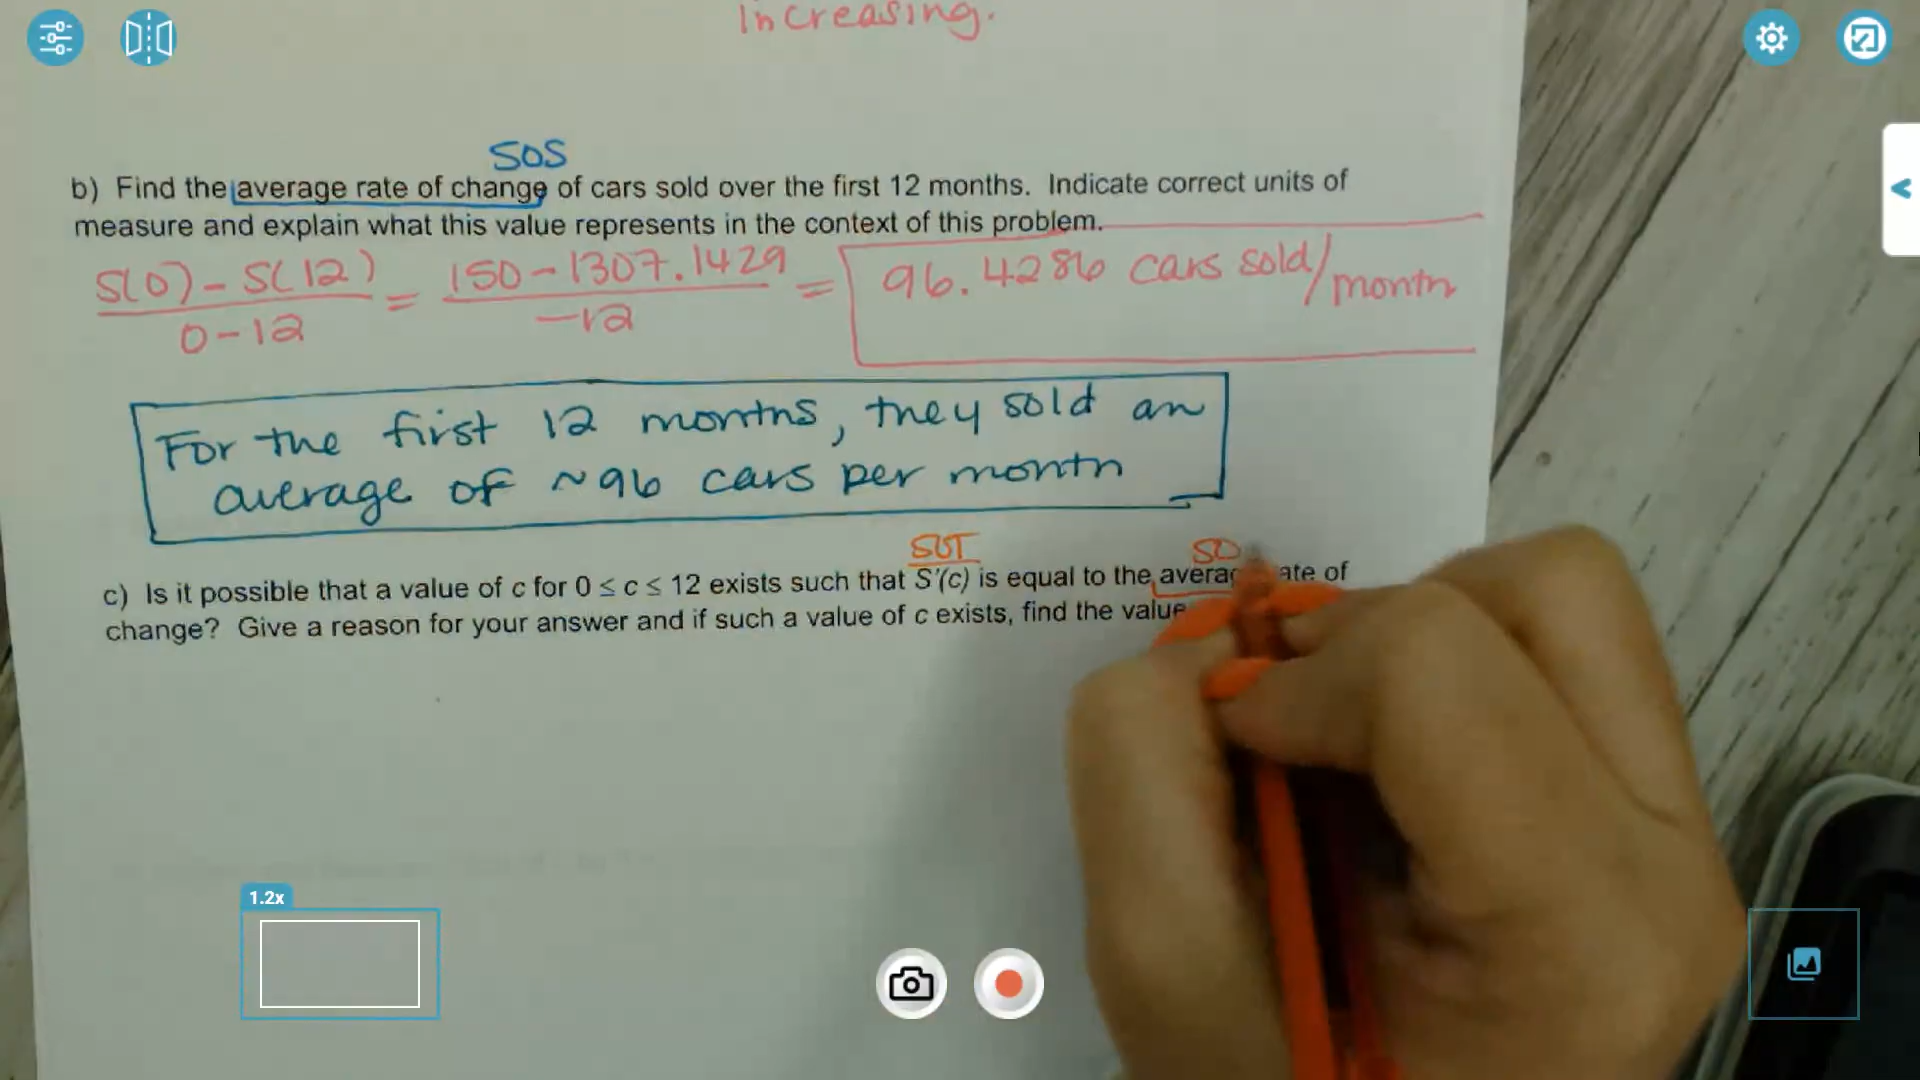 increasing.
SOS
b) Find the average rate of change of cars sold over the first 12 months. Indicate correct units of
measure and explain what this value represents in the context of this problem.
S(0) - S(12) / 0 - 12 = 150 - 1307.1429 / -12 = 96.4286 cars sold/month
For the first 12 months, they sold an
average of ~96 cars per month
SOT SO
c) Is it possible that a value of c for 0 ≤ c ≤ 12 exists such that S'(c) is equal to the average rate of
change? Give a reason for your answer and if such a value of c exists, find the value
1.2x